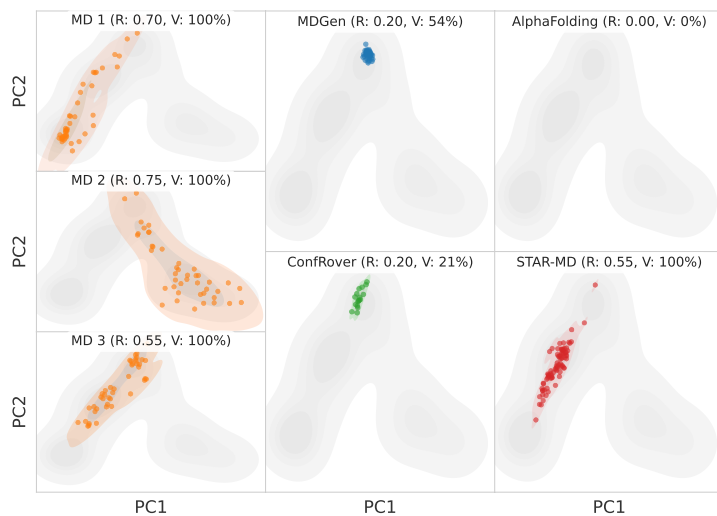 MD 1 (R: 0.70, V: 100%)
MDGen (R: 0.20, V: 54%)
AlphaFolding (R: 0.00, V: 0%)
PC2
MD 2 (R: 0.75, V: 100%)
PC2
ConfRover (R: 0.20, V: 21%)
STAR-MD (R: 0.55, V: 100%)
MD 3 (R: 0.55, V: 100%)
PC2
PC1
PC1
PC1